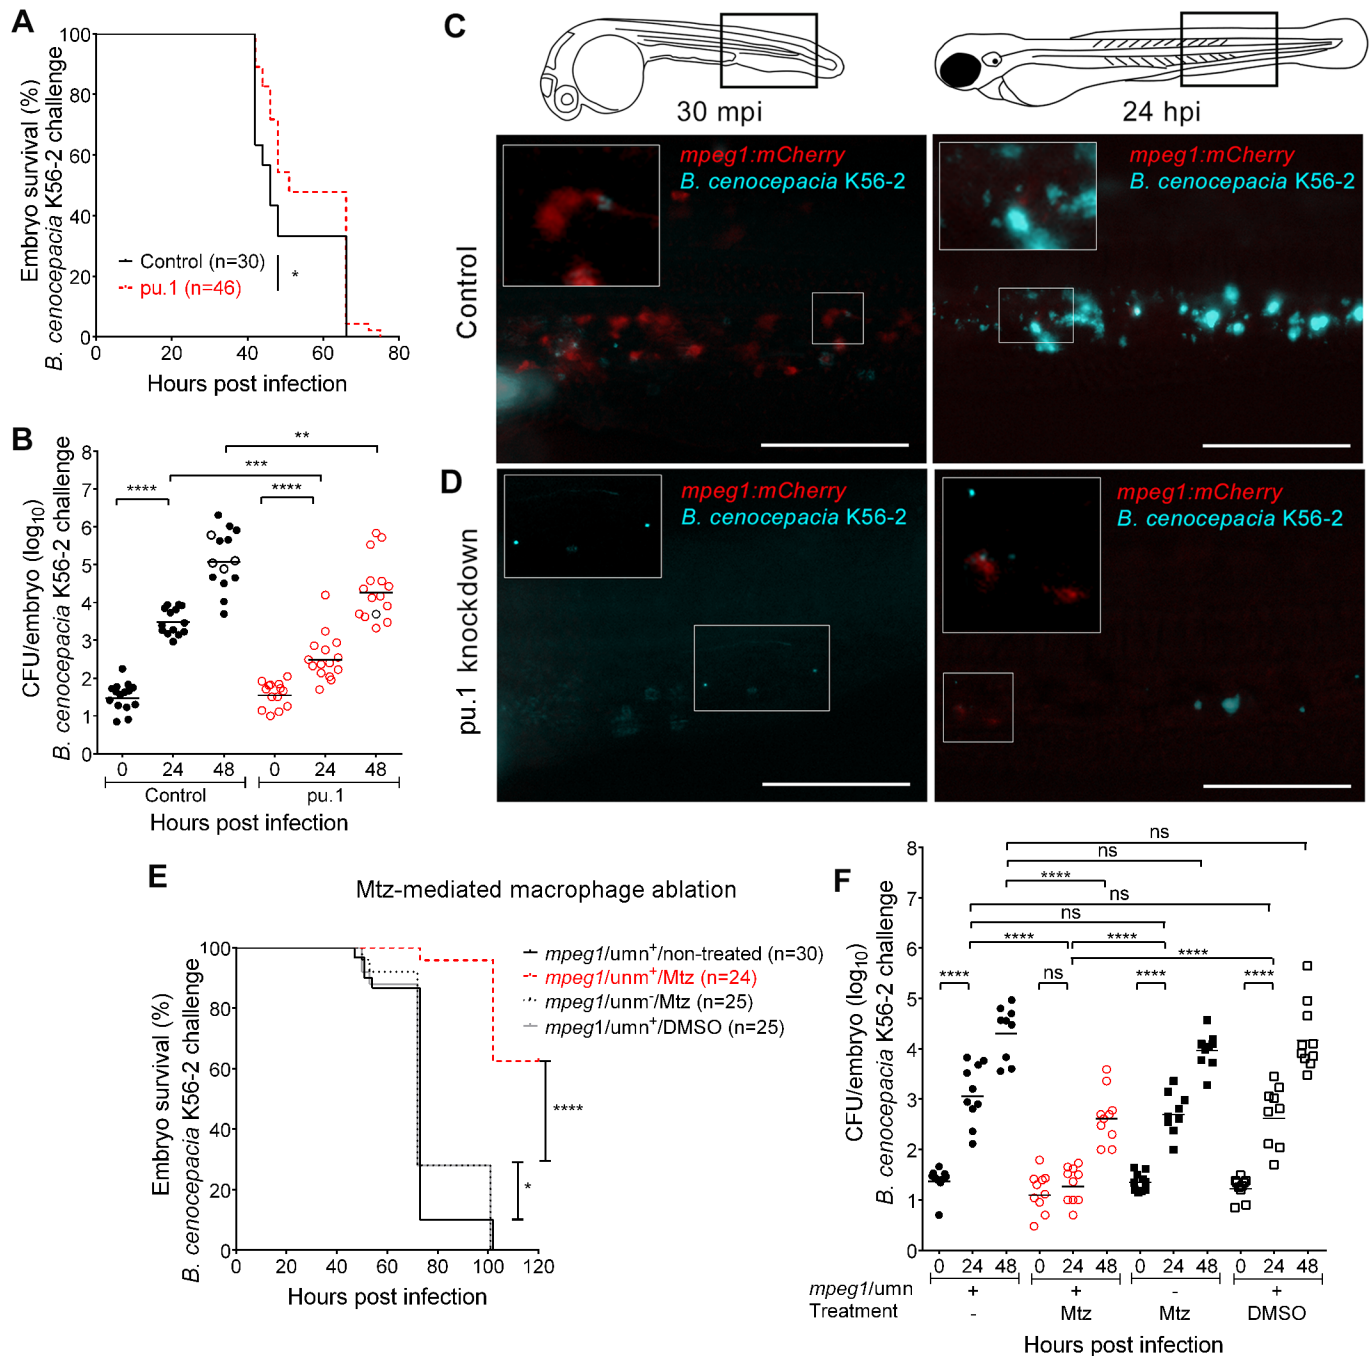 A
Embryo survival (%)
B. cenocepacia K56-2 challenge
100
80
60
40
20
0
Control (n=30)
pu.1 (n=46)
*
0 20 40 60 80
Hours post infection
B
CFU/embryo (log10)
B. cenocepacia K56-2 challenge
8
7
6
5
4
3
2
1
0
**
***
**** ****
0 24 48 0 24 48
Control pu.1
Hours post infection
C
30 mpi 24 hpi
Control
mpeg1:mCherry
B. cenocepacia K56-2
mpeg1:mCherry
B. cenocepacia K56-2
D
pu.1 knockdown
mpeg1:mCherry
B. cenocepacia K56-2
mpeg1:mCherry
B. cenocepacia K56-2
E
Mtz-mediated macrophage ablation
Embryo survival (%)
B. cenocepacia K56-2 challenge
100
80
60
40
20
0
mpeg1/umn+/non-treated (n=30)
mpeg1/unm+/Mtz (n=24)
mpeg1/unm-/Mtz (n=25)
mpeg1/umn+/DMSO (n=25)
****
*
0 20 40 60 80 100 120
Hours post infection
F
CFU/embryo (log10)
B. cenocepacia K56-2 challenge
8
7
6
5
4
3
2
1
0
ns
ns
****
ns
ns
**** ****
****
**** ns **** ****
0 24 48 0 24 48 0 24 48 0 24 48
mpeg1/umn + + - +
Treatment - Mtz Mtz DMSO
Hours post infection